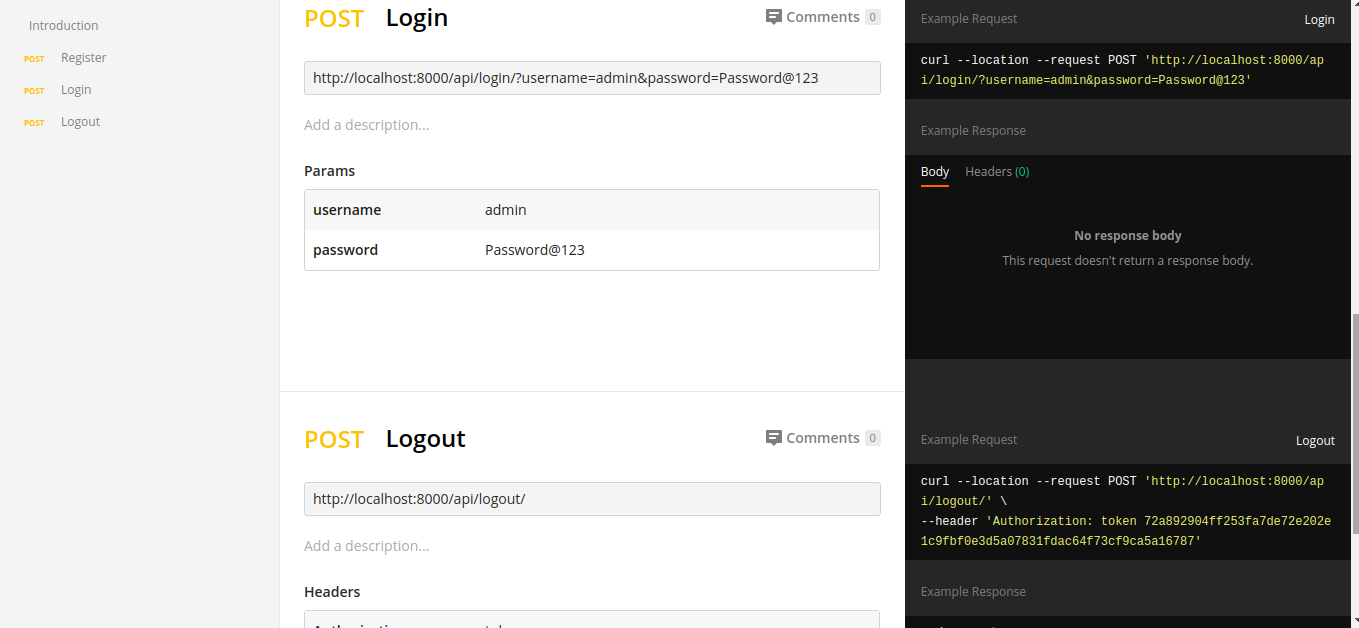 Introduction
POST Register
POST Login
POST Logout
POST Login
Comments 0
http://localhost:8000/api/login/?username=admin&password=Password@123
Add a description...
Params
username admin
password Password@123
POST Logout
Comments 0
http://localhost:8000/api/logout/
Add a description...
Headers
Example Request Login
curl --location --request POST 'http://localhost:8000/ap
i/login/?username=admin&password=Password@123'
Example Response
Body Headers (0)
No response body
This request doesn't return a response body.
Example Request Logout
curl --location --request POST 'http://localhost:8000/ap
i/logout/' \
--header 'Authorization: token 72a892904ff253fa7de72e202e
1c9fbf0e3d5a07831fdac64f73cf9ca5a16787'
Example Response